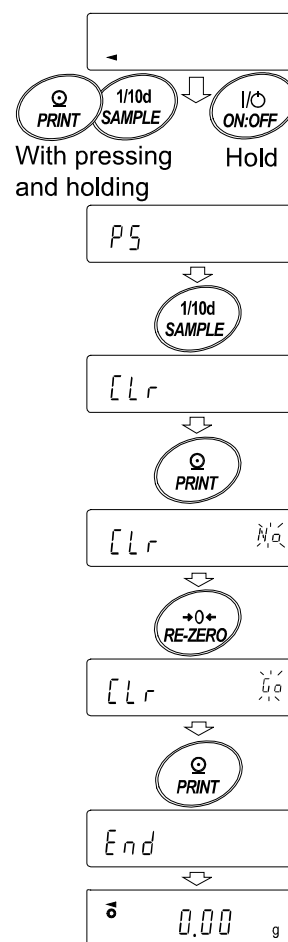 PRINT
1/10d
SAMPLE
I/⏻
ON:OFF
With pressing
and holding
Hold
PS
1/10d
SAMPLE
CLr
PRINT
CLr No
→0←
RE-ZERO
CLr Go
PRINT
End
0.00 g